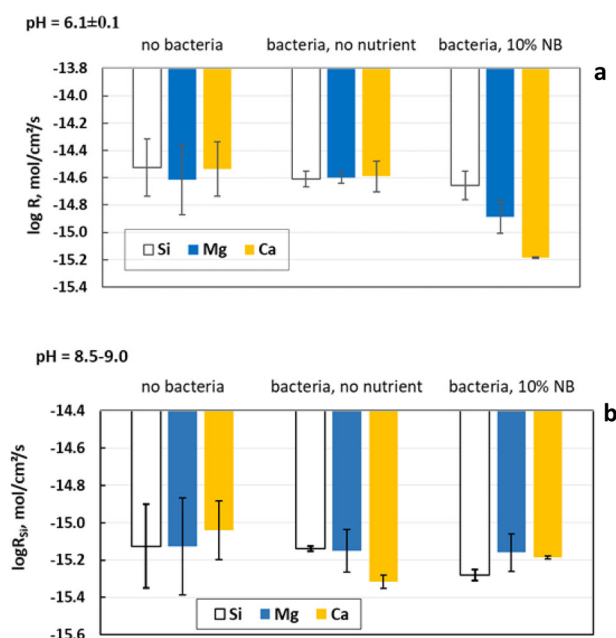 pH = 6.1±0.1
no bacteria bacteria, no nutrient bacteria, 10% NB
a
-13.8
-14.0
-14.2
-14.4
-14.6
-14.8
-15.0
-15.2
-15.4
log R, mol/cm²/s
Si Mg Ca
pH = 8.5-9.0
no bacteria bacteria, no nutrient bacteria, 10% NB
b
-14.4
-14.6
-14.8
-15.0
-15.2
-15.4
-15.6
logRSi, mol/cm²/s
Si Mg Ca